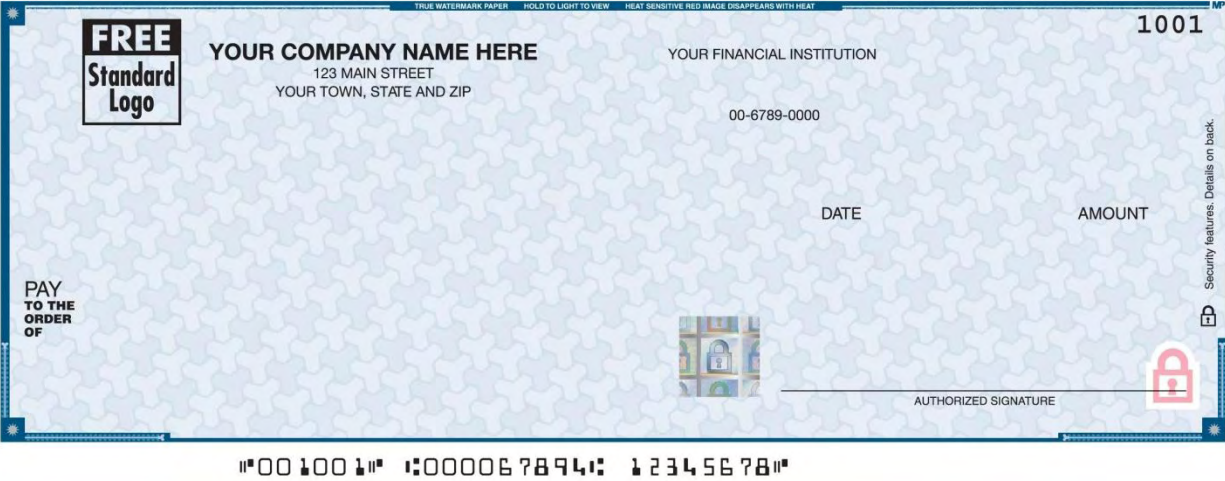 TRUE WATERMARK PAPER HOLD TO LIGHT TO VIEW HEAT SENSITIVE RED IMAGE DISAPPEARS WITH HEAT
MP
1001
FREE
Standard
Logo
YOUR COMPANY NAME HERE
123 MAIN STREET
YOUR TOWN, STATE AND ZIP
YOUR FINANCIAL INSTITUTION
00-6789-0000
DATE
AMOUNT
Security features. Details on back.
PAY
TO THE
ORDER
OF
AUTHORIZED SIGNATURE
⑈001001⑈ ⑆000067894⑆ 12345678⑈